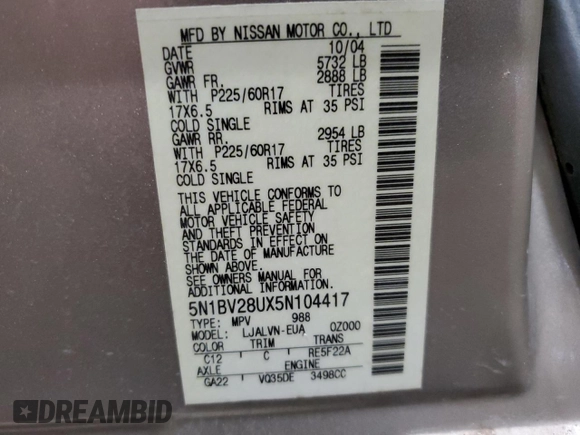 MFD BY NISSAN MOTOR CO., LTD
DATE 10/04
GVWR 5732 LB
GAWR FR. 2888 LB
WITH P225/60R17 TIRES
17X6.5 RIMS AT 35 PSI
COLD SINGLE
GAWR RR. 2954 LB
WITH P225/60R17 TIRES
17X6.5 RIMS AT 35 PSI
COLD SINGLE
THIS VEHICLE CONFORMS TO
ALL APPLICABLE FEDERAL
MOTOR VEHICLE SAFETY
AND THEFT PREVENTION
STANDARDS IN EFFECT ON
THE DATE OF MANUFACTURE
SHOWN ABOVE.
SEE OWNERS MANUAL FOR
ADDITIONAL INFORMATION.
5N1BV28UX5N104417
TYPE: MPV 988
MODEL: LJALVN-EUA 0Z000
COLOR TRIM TRANS
C12 C RE5F22A
AXLE ENGINE
GA22 VQ35DE 3498CC
DREAMBID